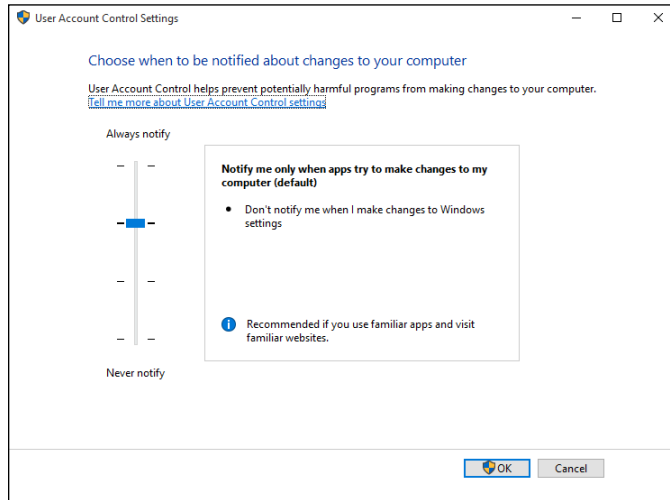 User Account Control Settings
Choose when to be notified about changes to your computer
User Account Control helps prevent potentially harmful programs from making changes to your computer.
Tell me more about User Account Control settings
Always notify
Notify me only when apps try to make changes to my
computer (default)
• Don't notify me when I make changes to Windows
settings
Recommended if you use familiar apps and visit
familiar websites.
Never notify
OK
Cancel